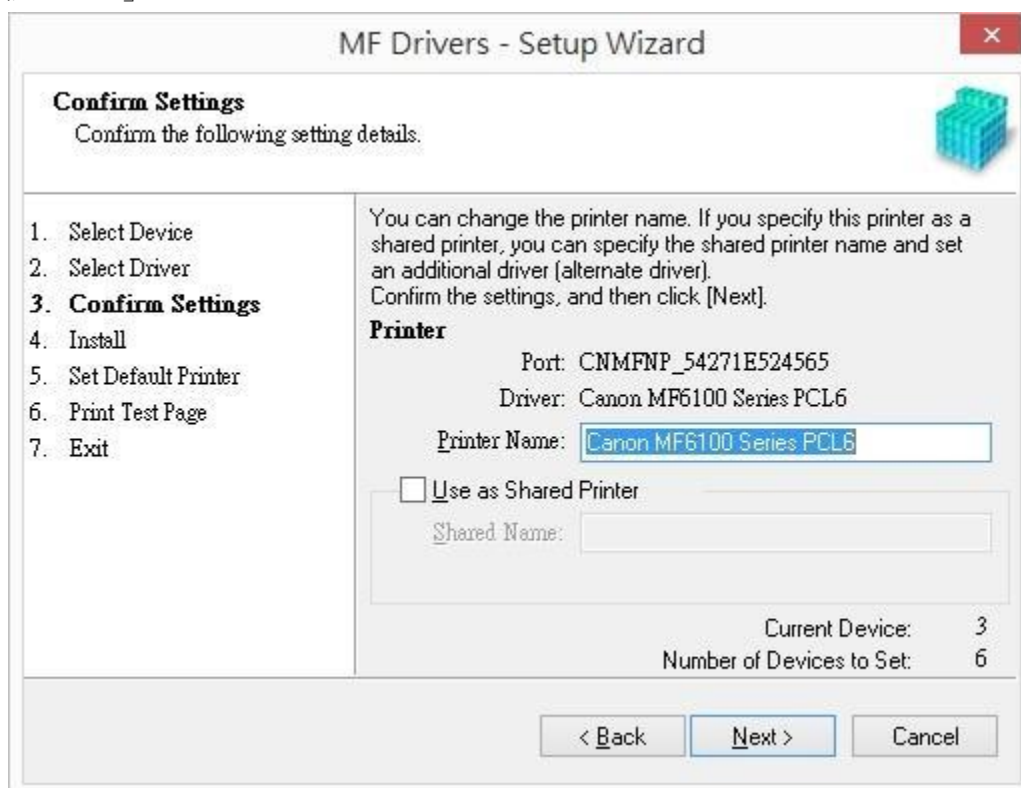 MF Drivers - Setup Wizard
Confirm Settings
Confirm the following setting details.
1. Select Device
2. Select Driver
3. Confirm Settings
4. Install
5. Set Default Printer
6. Print Test Page
7. Exit
You can change the printer name. If you specify this printer as a
shared printer, you can specify the shared printer name and set
an additional driver (alternate driver).
Confirm the settings, and then click [Next].
Printer
Port: CNMFNP_54271E524565
Driver: Canon MF6100 Series PCL6
Printer Name: Canon MF6100 Series PCL6
Use as Shared Printer
Shared Name:
Current Device: 3
Number of Devices to Set: 6
< Back Next > Cancel